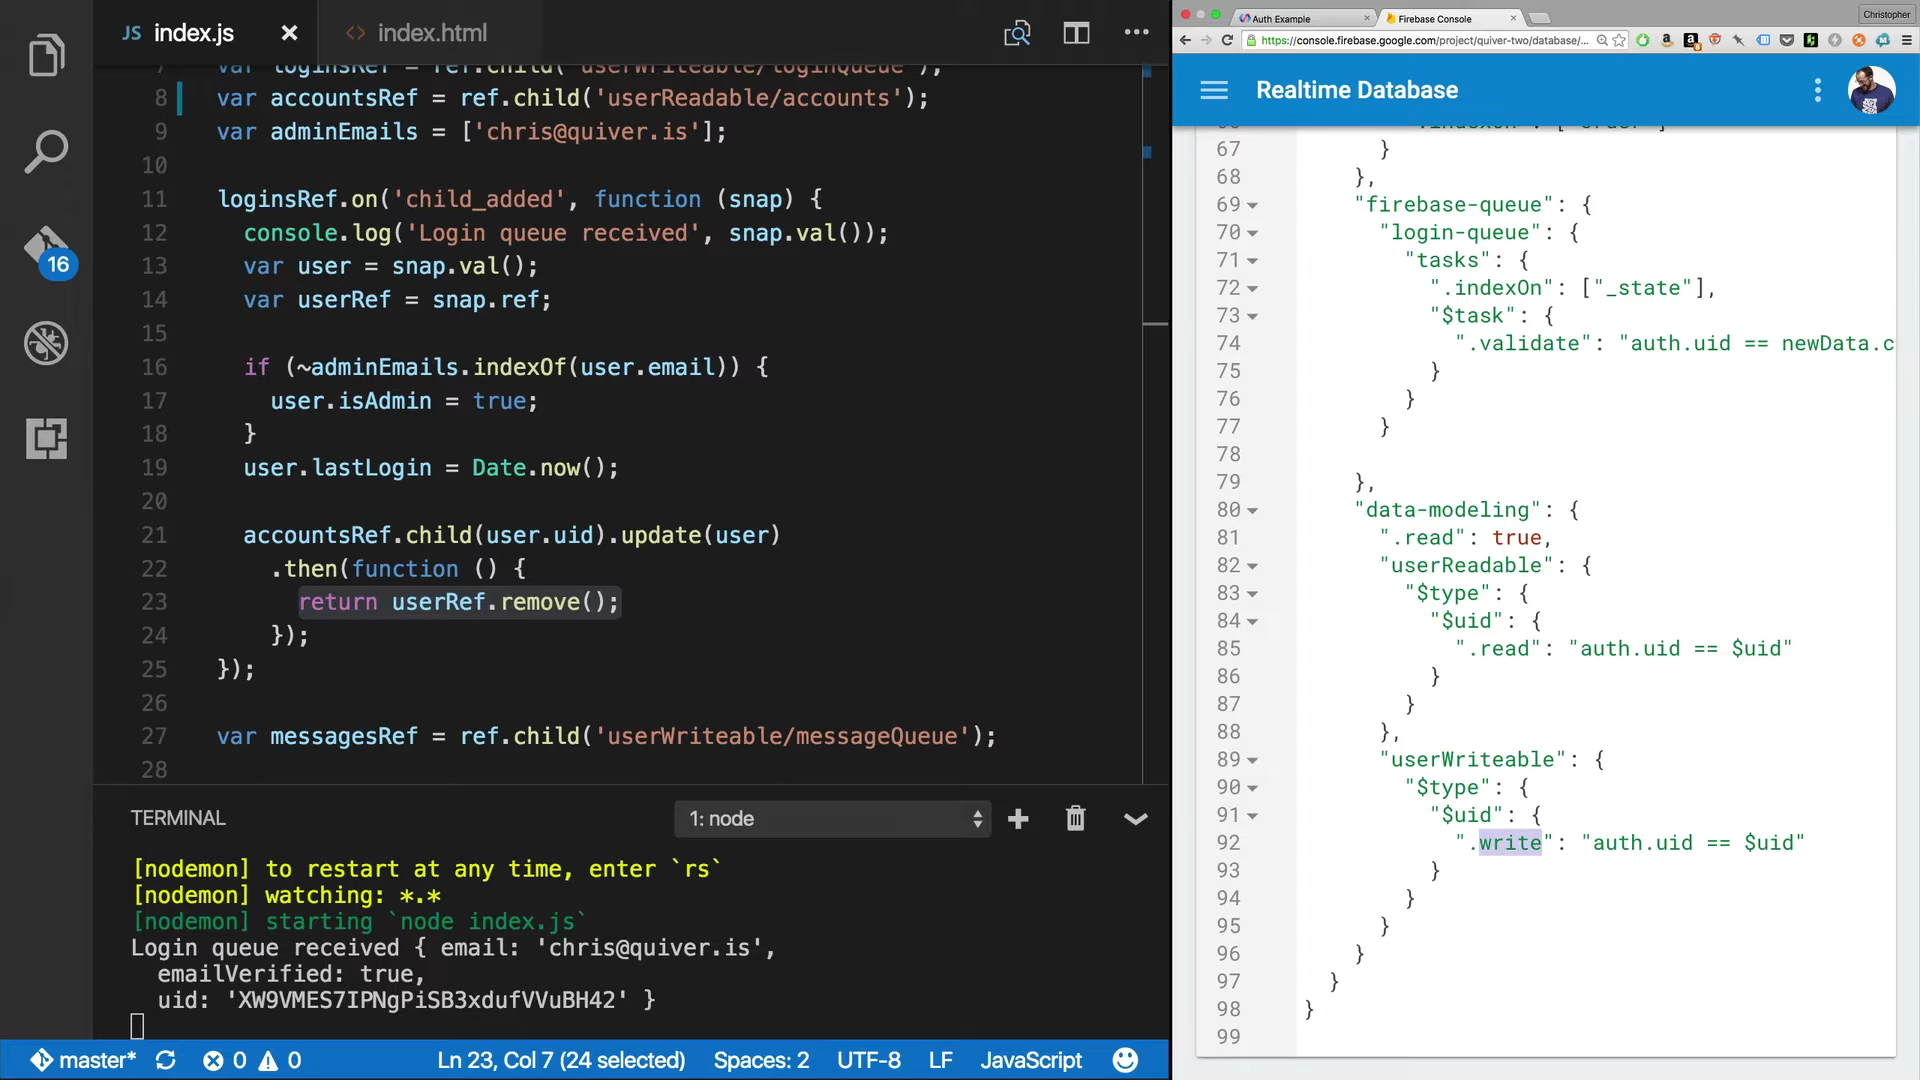 JS index.js
<> index.html
7 var loginsRef = ref.child('userWriteable/loginQueue');
8 var accountsRef = ref.child('userReadable/accounts');
9 var adminEmails = ['chris@quiver.is'];
10
11 loginsRef.on('child_added', function (snap) {
12 console.log('Login queue received', snap.val());
13 var user = snap.val();
14 var userRef = snap.ref;
15
16 if (~adminEmails.indexOf(user.email)) {
17 user.isAdmin = true;
18 }
19 user.lastLogin = Date.now();
20
21 accountsRef.child(user.uid).update(user)
22 .then(function () {
23 return userRef.remove();
24 });
25 });
26
27 var messagesRef = ref.child('userWriteable/messageQueue');
28
16
TERMINAL
1: node
[nodemon] to restart at any time, enter `rs`
[nodemon] watching: *.*
[nodemon] starting `node index.js`
Login queue received { email: 'chris@quiver.is',
emailVerified: true,
uid: 'XW9VMES7IPNgPiSB3xdufVVuBH42' }
master* 0 0 Ln 23, Col 7 (24 selected) Spaces: 2 UTF-8 LF JavaScript
Auth Example
Firebase Console
Christopher
https://console.firebase.google.com/project/quiver-two/database/...
Realtime Database
67 }
68 },
69 "firebase-queue": {
70 "login-queue": {
71 "tasks": {
72 ".indexOn": ["_state"],
73 "$task": {
74 ".validate": "auth.uid == newData.c
75 }
76 }
77 }
78
79 },
80 "data-modeling": {
81 ".read": true,
82 "userReadable": {
83 "$type": {
84 "$uid": {
85 ".read": "auth.uid == $uid"
86 }
87 }
88 },
89 "userWriteable": {
90 "$type": {
91 "$uid": {
92 ".write": "auth.uid == $uid"
93 }
94 }
95 }
96 }
97 }
98 }
99